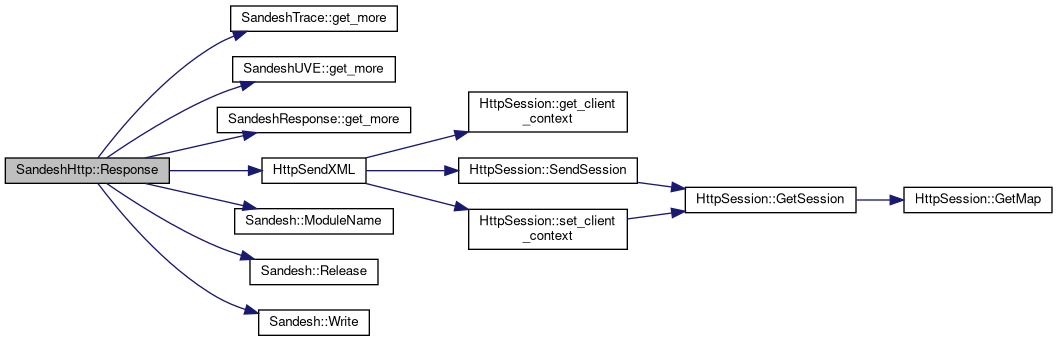 SandeshTrace::get_more
SandeshUVE::get_more
SandeshResponse::get_more
SandeshHttp::Response
HttpSendXML
Sandesh::ModuleName
Sandesh::Release
Sandesh::Write
HttpSession::get_client
_context
HttpSession::SendSession
HttpSession::set_client
_context
HttpSession::GetSession
HttpSession::GetMap